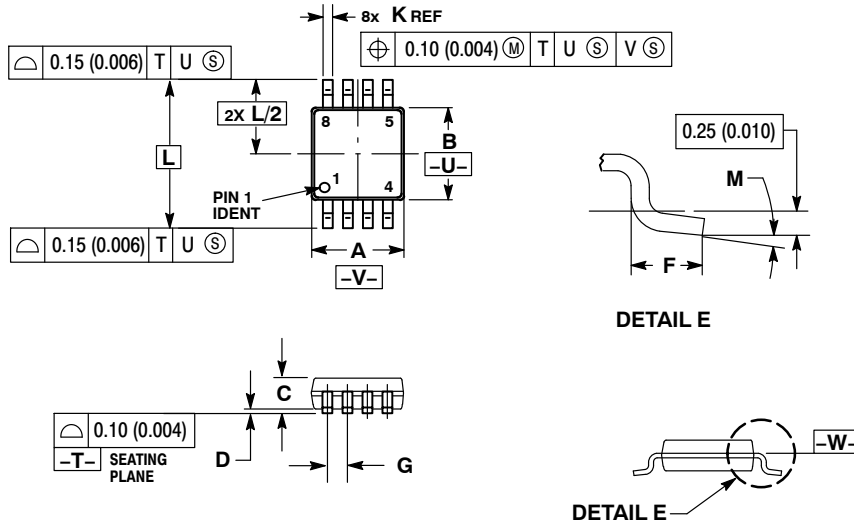 8x K REF
⌖ 0.10 (0.004) Ⓜ T U Ⓢ V Ⓢ
⌓ 0.15 (0.006) T U Ⓢ
2X L/2
8 5
L
B
–U–
PIN 1
IDENT
1 4
⌓ 0.15 (0.006) T U Ⓢ
A
–V–
0.25 (0.010)
M
F
DETAIL E
C
⌓ 0.10 (0.004)
–T– SEATING
PLANE
D
G
–W–
DETAIL E